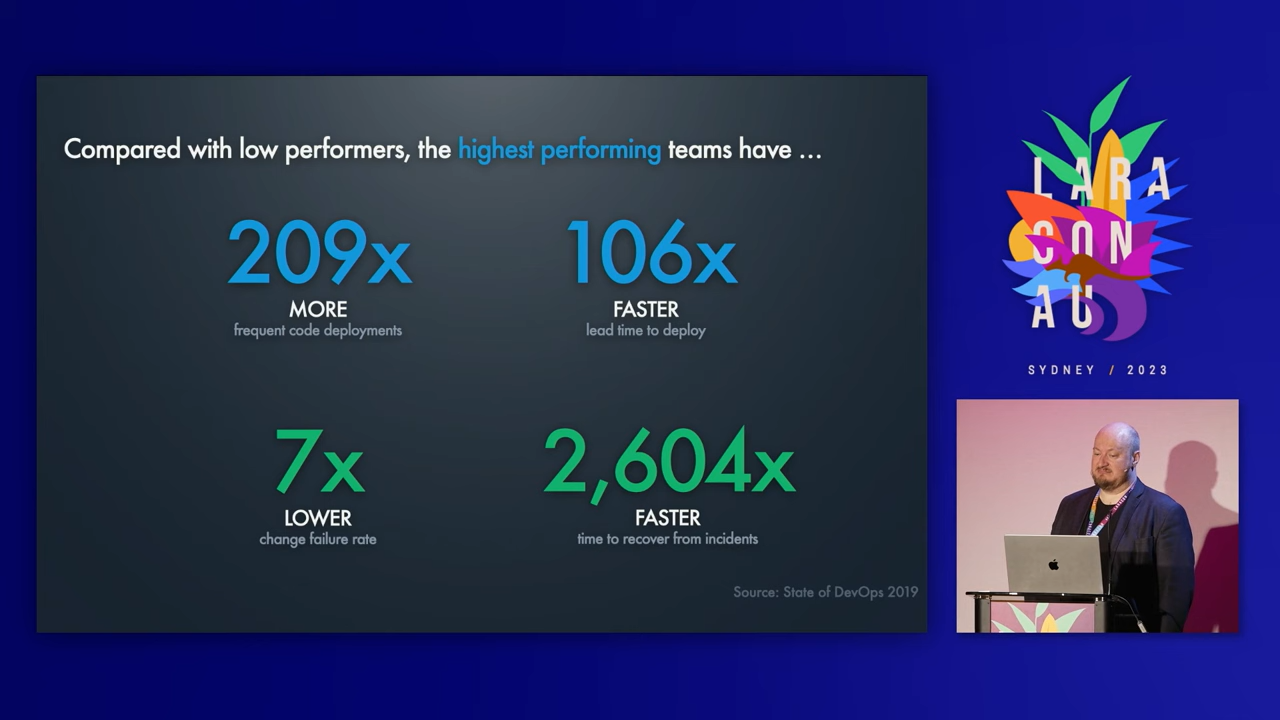 Compared with low performers, the highest performing teams have ...
209x
MORE
frequent code deployments
106x
FASTER
lead time to deploy
7x
LOWER
change failure rate
2,604x
FASTER
time to recover from incidents
Source: State of DevOps 2019
LARA
CON
AU
SYDNEY / 2023